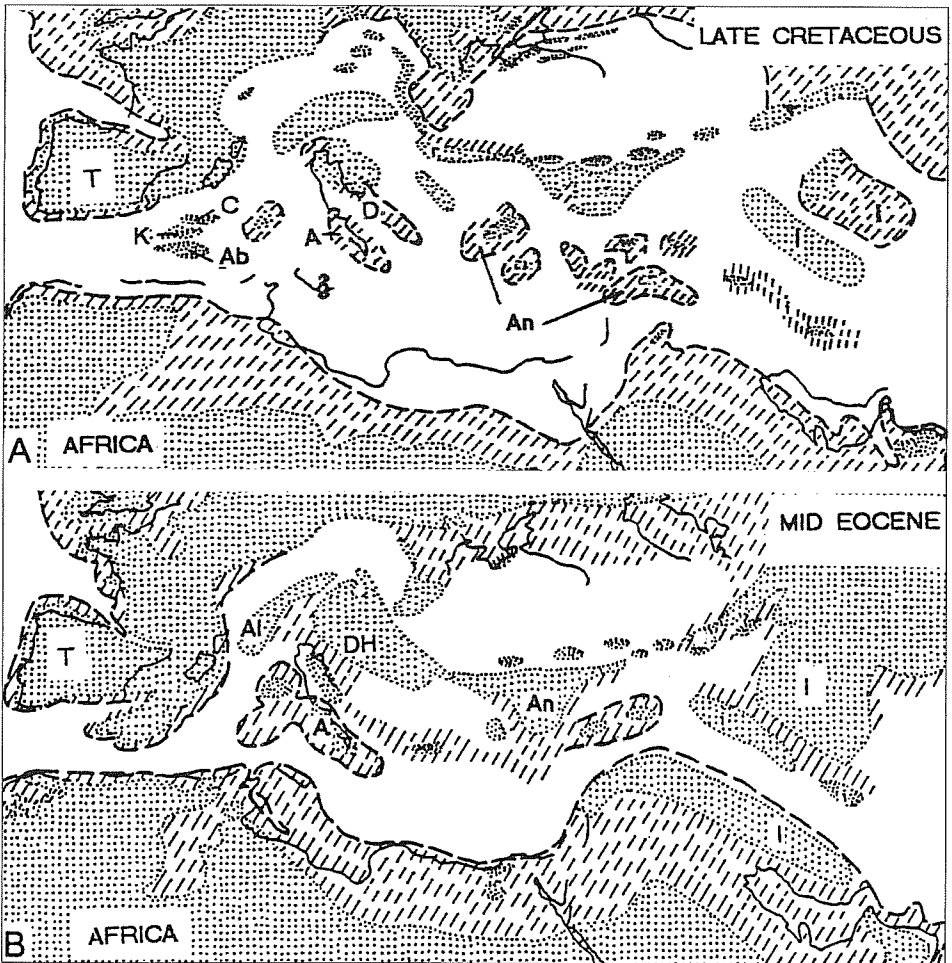 LATE CRETACEOUS
T
C
K
D
A
I
I
Ab
An
A
AFRICA
MID EOCENE
Al
DH
T
I
An
A
I
B
AFRICA